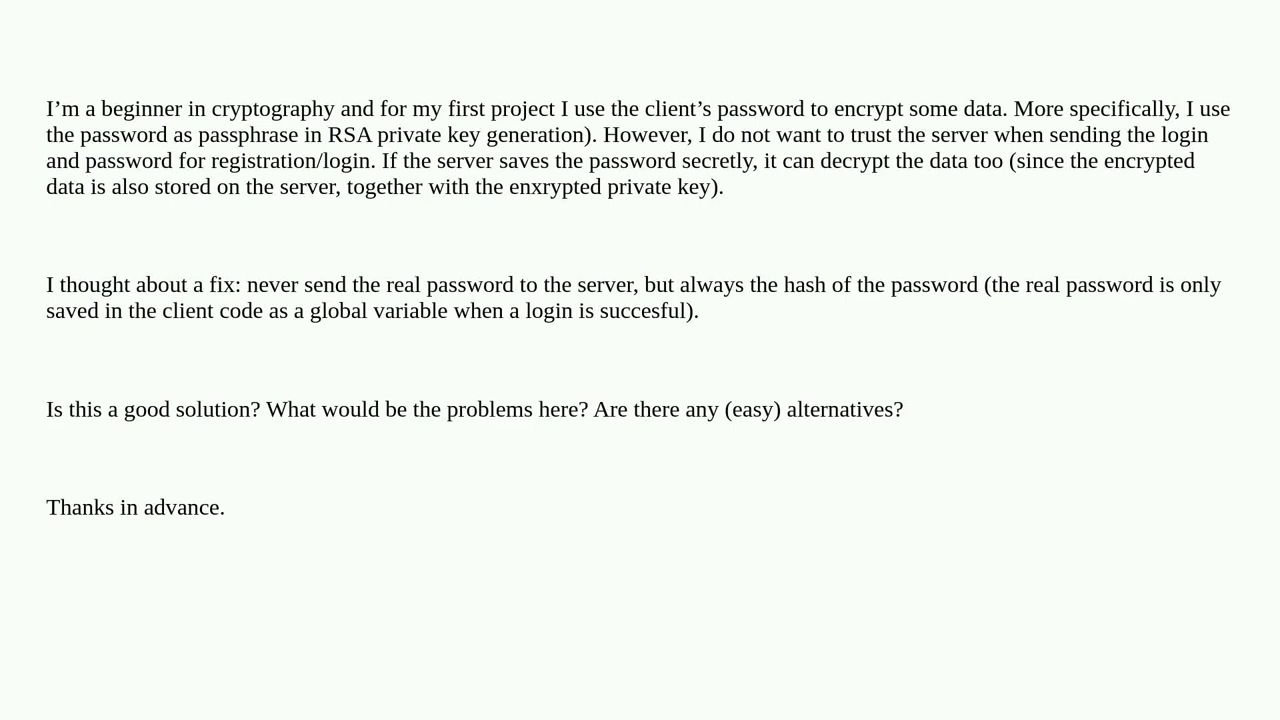 I’m a beginner in cryptography and for my first project I use the client’s password to encrypt some data. More specifically, I use
the password as passphrase in RSA private key generation). However, I do not want to trust the server when sending the login
and password for registration/login. If the server saves the password secretly, it can decrypt the data too (since the encrypted
data is also stored on the server, together with the enxrypted private key).
I thought about a fix: never send the real password to the server, but always the hash of the password (the real password is only
saved in the client code as a global variable when a login is succesful).
Is this a good solution? What would be the problems here? Are there any (easy) alternatives?
Thanks in advance.